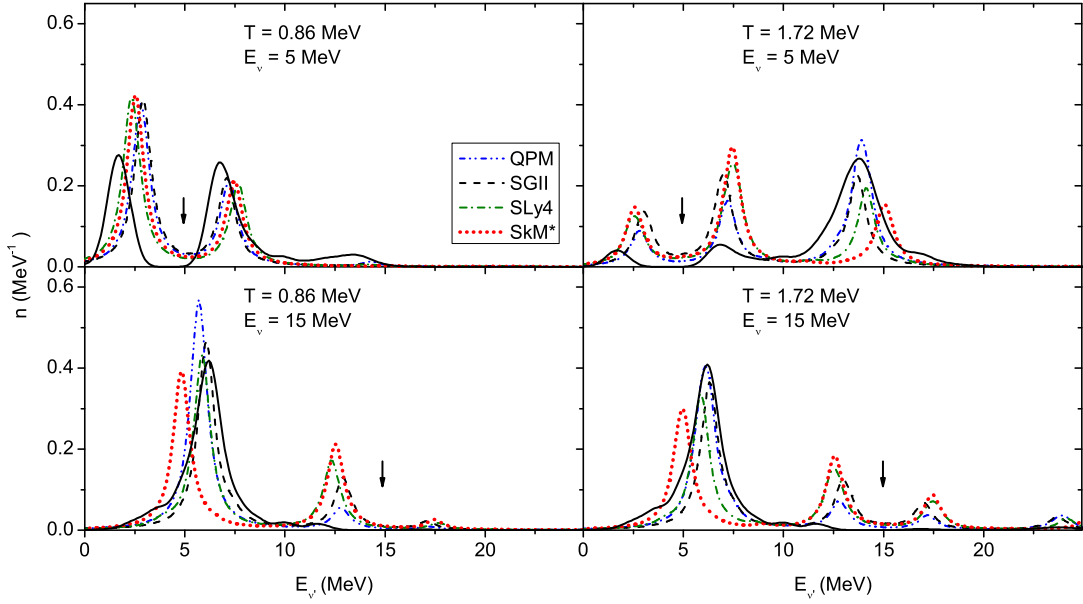 0.6
T = 0.86 MeV
E_ν = 5 MeV
T = 1.72 MeV
E_ν = 5 MeV
0.4
QPM
SGII
SLy4
SkM*
0.2
0.0
n (MeV⁻¹ )
0.6
T = 0.86 MeV
E_ν = 15 MeV
T = 1.72 MeV
E_ν = 15 MeV
0.4
0.2
0.0
0 5 10 15 20 0 5 10 15 20
E_ν' (MeV) E_ν' (MeV)